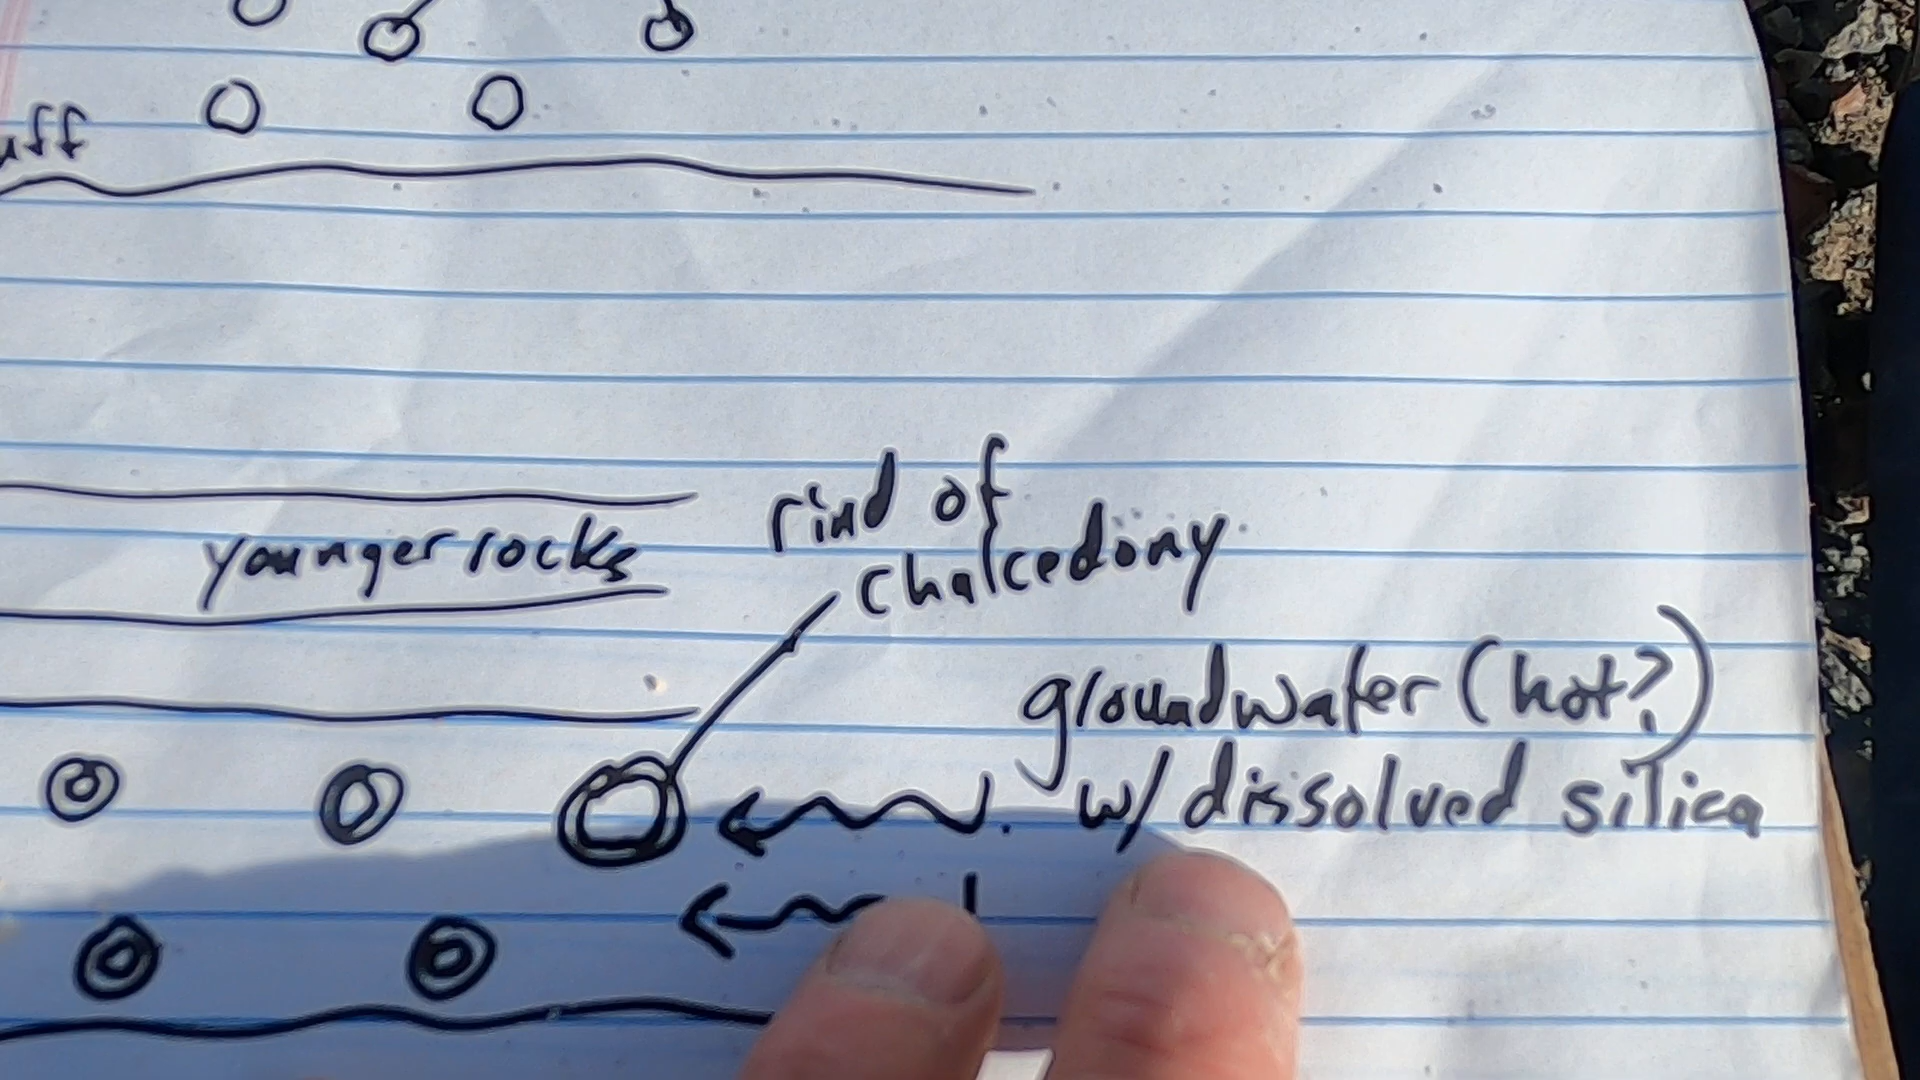 uff
rind of
younger rocks
chalcedony
groundwater (hot?)
w/ dissolved silica